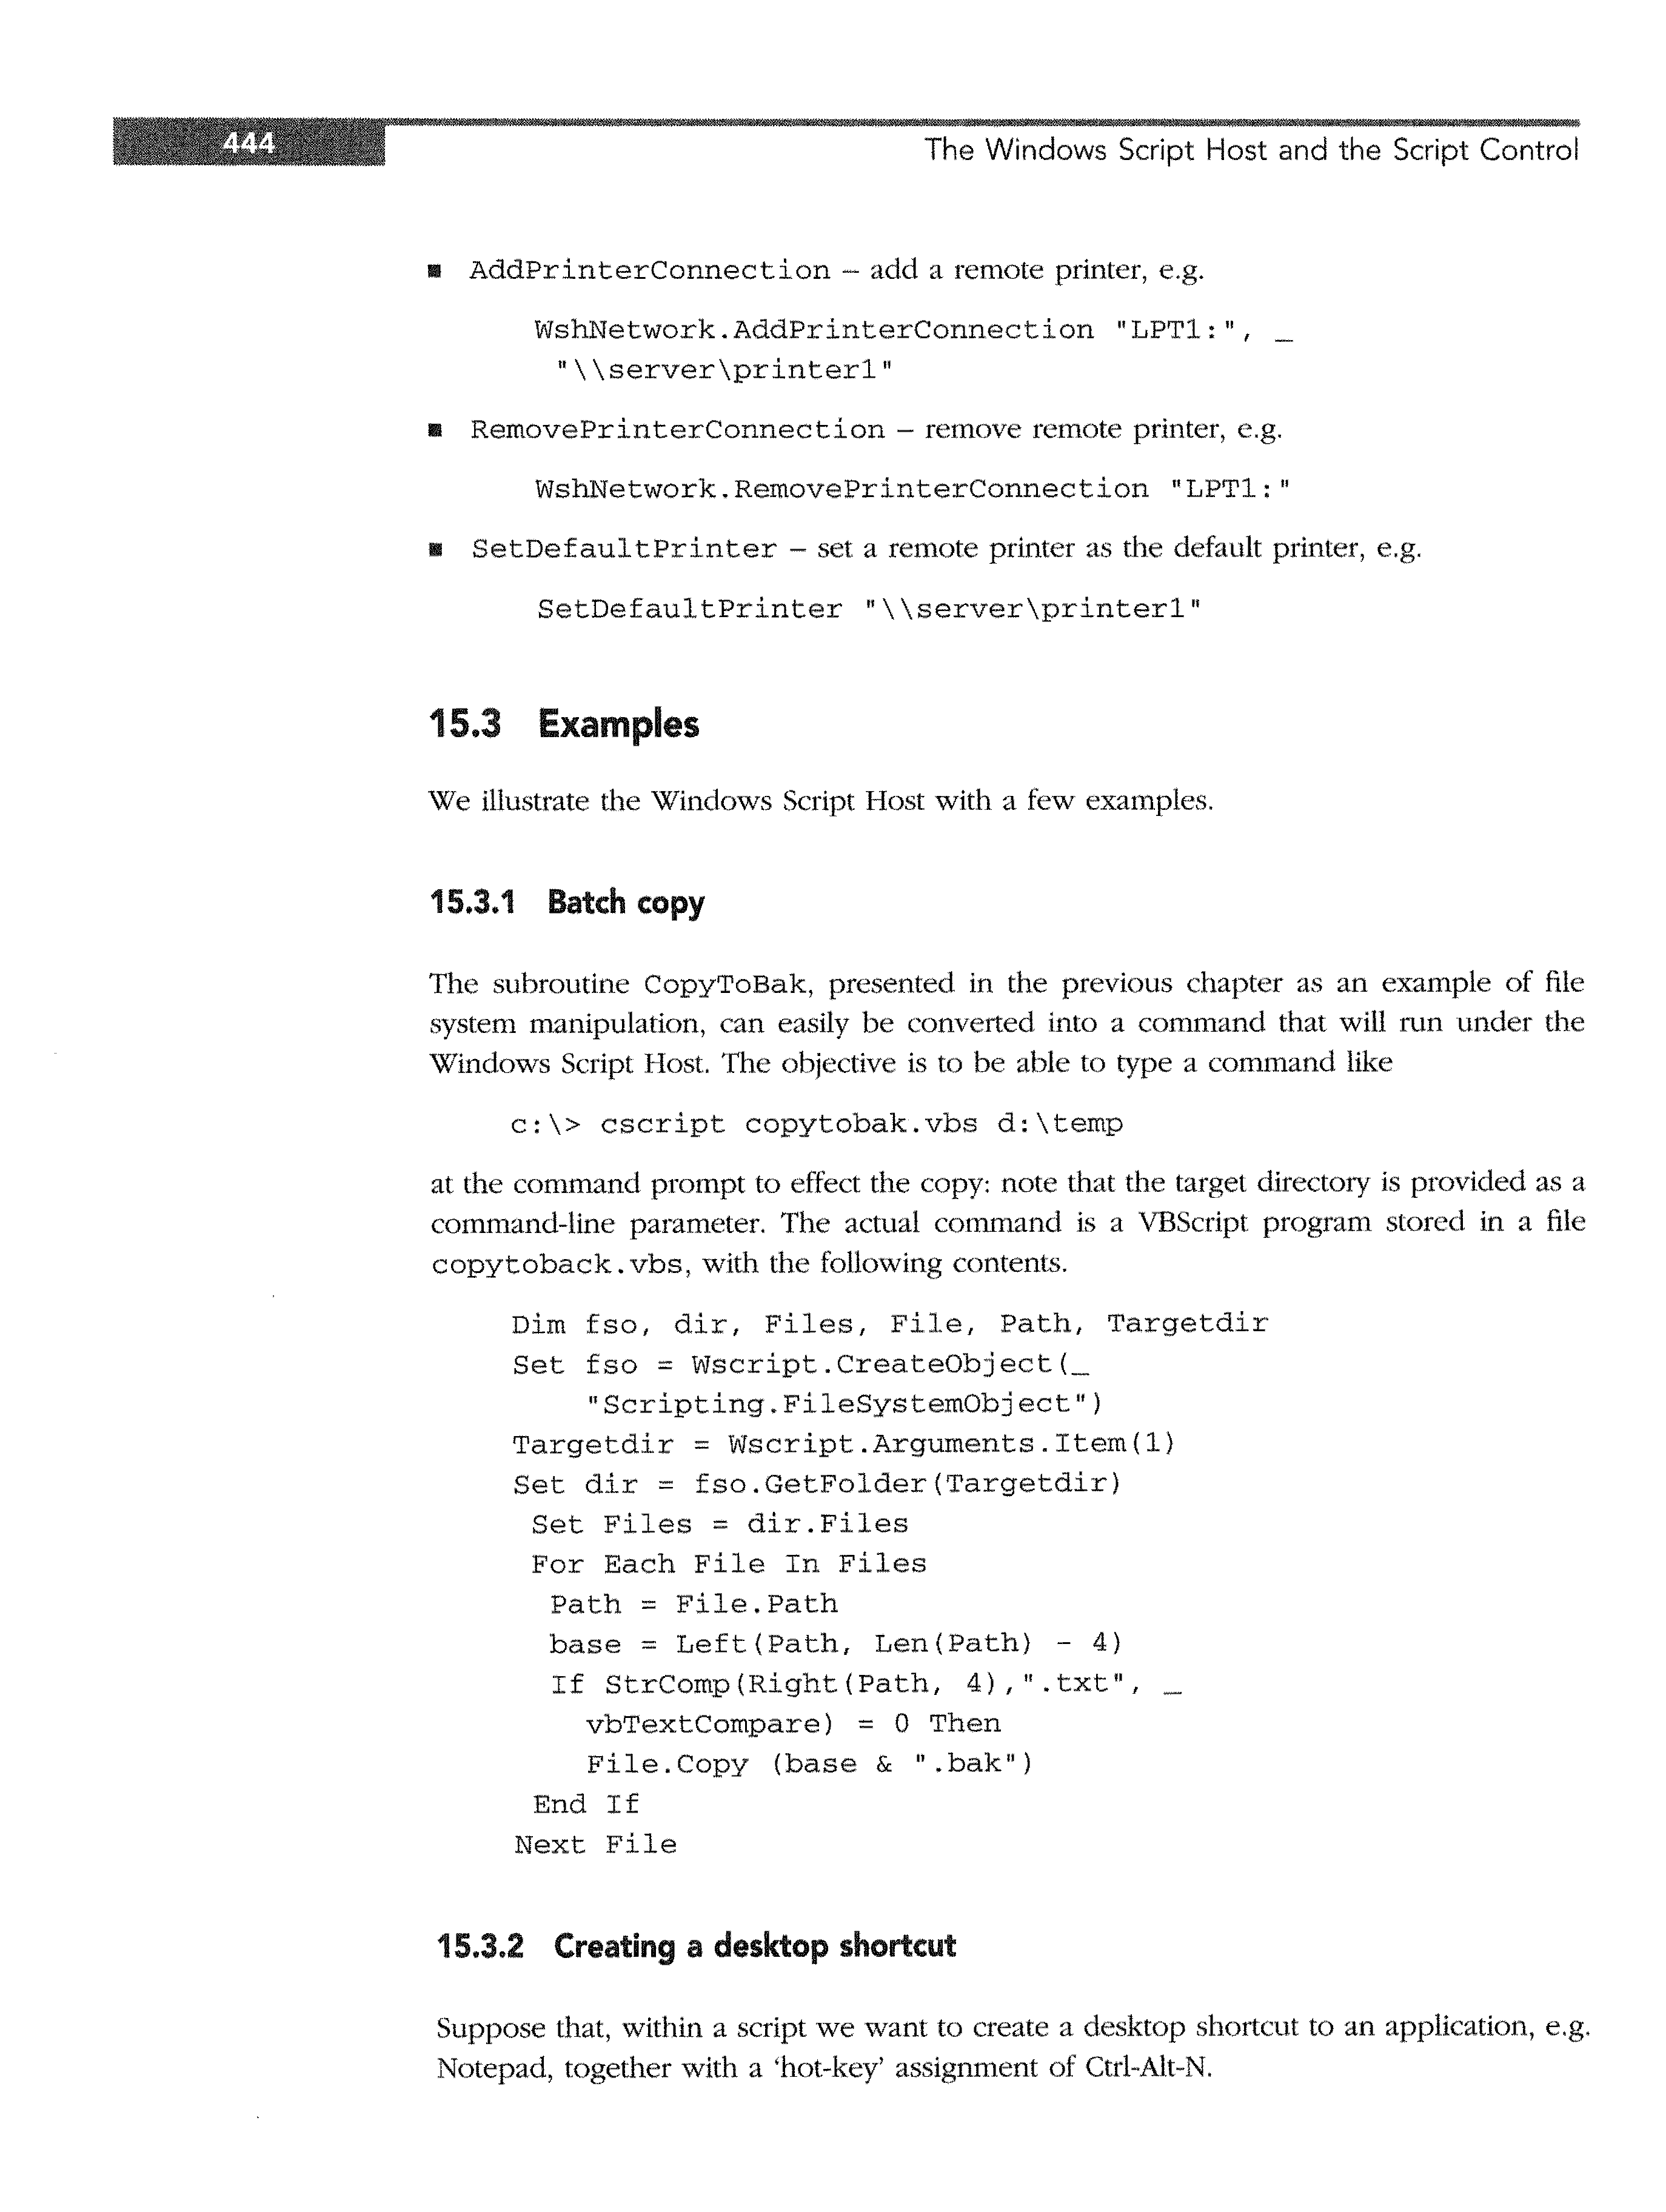 444
The Windows Script Host and the Script Control
■ AddPrinterConnection – add a remote printer, e.g.
WshNetwork.AddPrinterConnection "LPT1:", _
"\\server\printer1"
■ RemovePrinterConnection – remove remote printer, e.g.
WshNetwork.RemovePrinterConnection "LPT1:"
■ SetDefaultPrinter – set a remote printer as the default printer, e.g.
SetDefaultPrinter "\\server\printer1"
15.3 Examples
We illustrate the Windows Script Host with a few examples.
15.3.1 Batch copy
The subroutine CopyToBak, presented in the previous chapter as an example of file
system manipulation, can easily be converted into a command that will run under the
Windows Script Host. The objective is to be able to type a command like
c:\> cscript copytobak.vbs d:\temp
at the command prompt to effect the copy: note that the target directory is provided as a
command-line parameter. The actual command is a VBScript program stored in a file
copytoback.vbs, with the following contents.
Dim fso, dir, Files, File, Path, Targetdir
Set fso = Wscript.CreateObject(_
"Scripting.FileSystemObject")
Targetdir = Wscript.Arguments.Item(1)
Set dir = fso.GetFolder(Targetdir)
Set Files = dir.Files
For Each File In Files
Path = File.Path
base = Left(Path, Len(Path) - 4)
If StrComp(Right(Path, 4),".txt", _
vbTextCompare) = 0 Then
File.Copy (base & ".bak")
End If
Next File
15.3.2 Creating a desktop shortcut
Suppose that, within a script we want to create a desktop shortcut to an application, e.g.
Notepad, together with a 'hot-key' assignment of Ctrl-Alt-N.